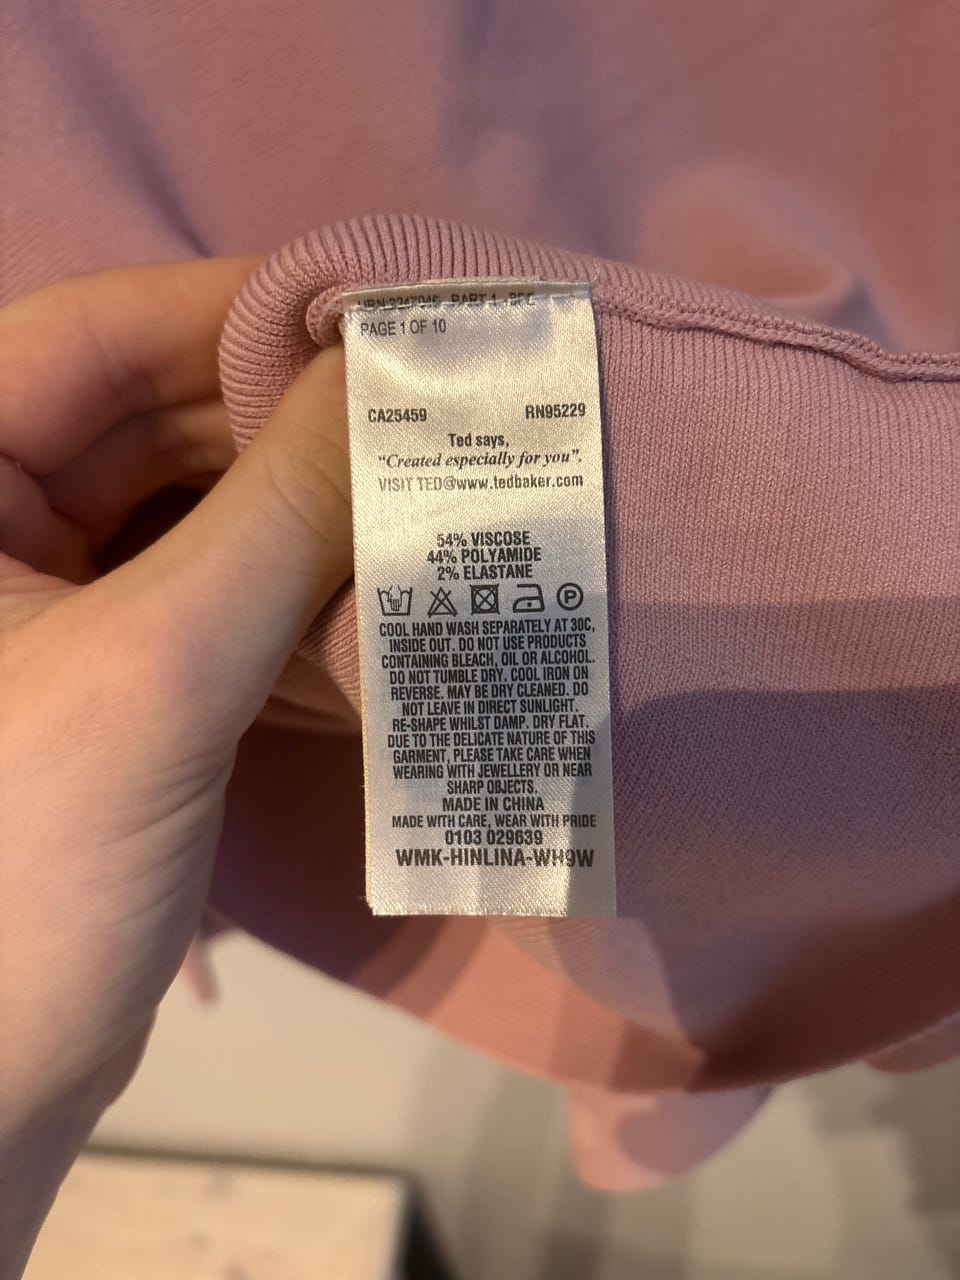 PAGE 1 OF 10
CA25459 RN95229
Ted says,
“Created especially for you”.
VISIT TED@www.tedbaker.com
54% VISCOSE
44% POLYAMIDE
2% ELASTANE
P
COOL HAND WASH SEPARATELY AT 30C,
INSIDE OUT. DO NOT USE PRODUCTS
CONTAINING BLEACH, OIL OR ALCOHOL.
DO NOT TUMBLE DRY. COOL IRON ON
REVERSE. MAY BE DRY CLEANED. DO
NOT LEAVE IN DIRECT SUNLIGHT.
RE-SHAPE WHILST DAMP. DRY FLAT.
DUE TO THE DELICATE NATURE OF THIS
GARMENT, PLEASE TAKE CARE WHEN
WEARING WITH JEWELLERY OR NEAR
SHARP OBJECTS.
MADE IN CHINA
MADE WITH CARE, WEAR WITH PRIDE
0103 029639
WMK-HINLINA-WH9W